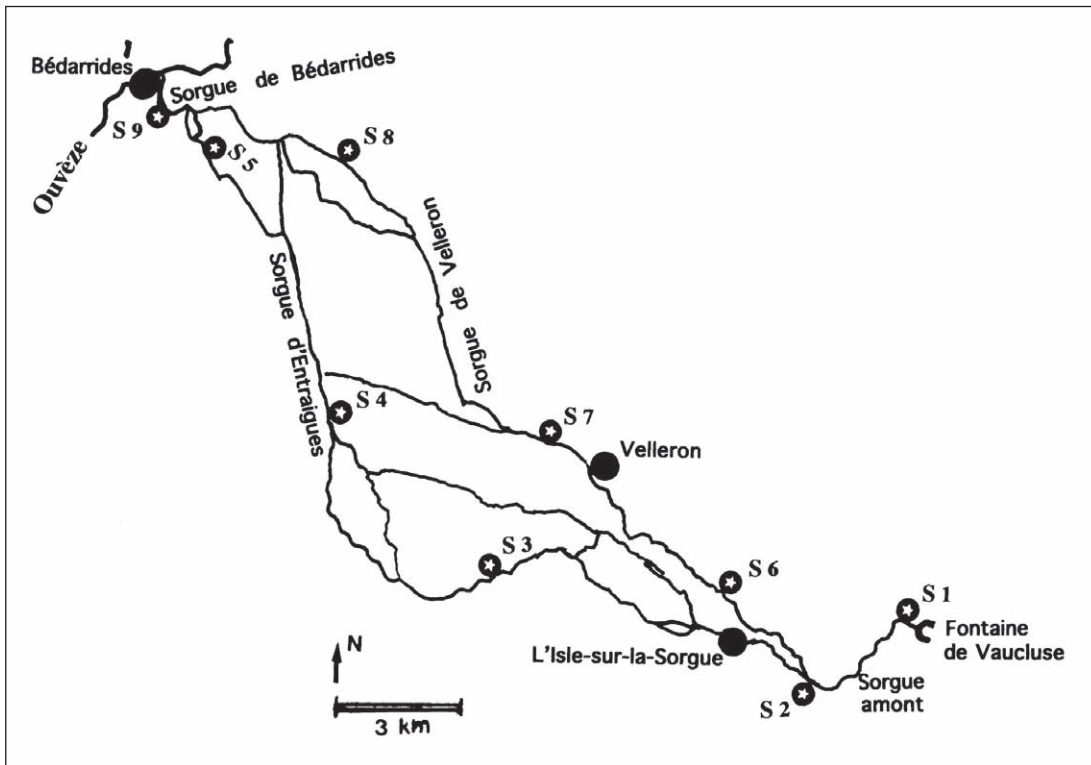 Bédarrides
Sorgue de Bédarrides
S 9
S 5
S 8
Ouvèze
Sorgue de Velleron
Sorgue d'Entraigues
S 4
S 7
Velleron
S 3
S 6
S 1
Fontaine
de Vaucluse
L'Isle-sur-la-Sorgue
Sorgue
amont
S 2
N
3 km